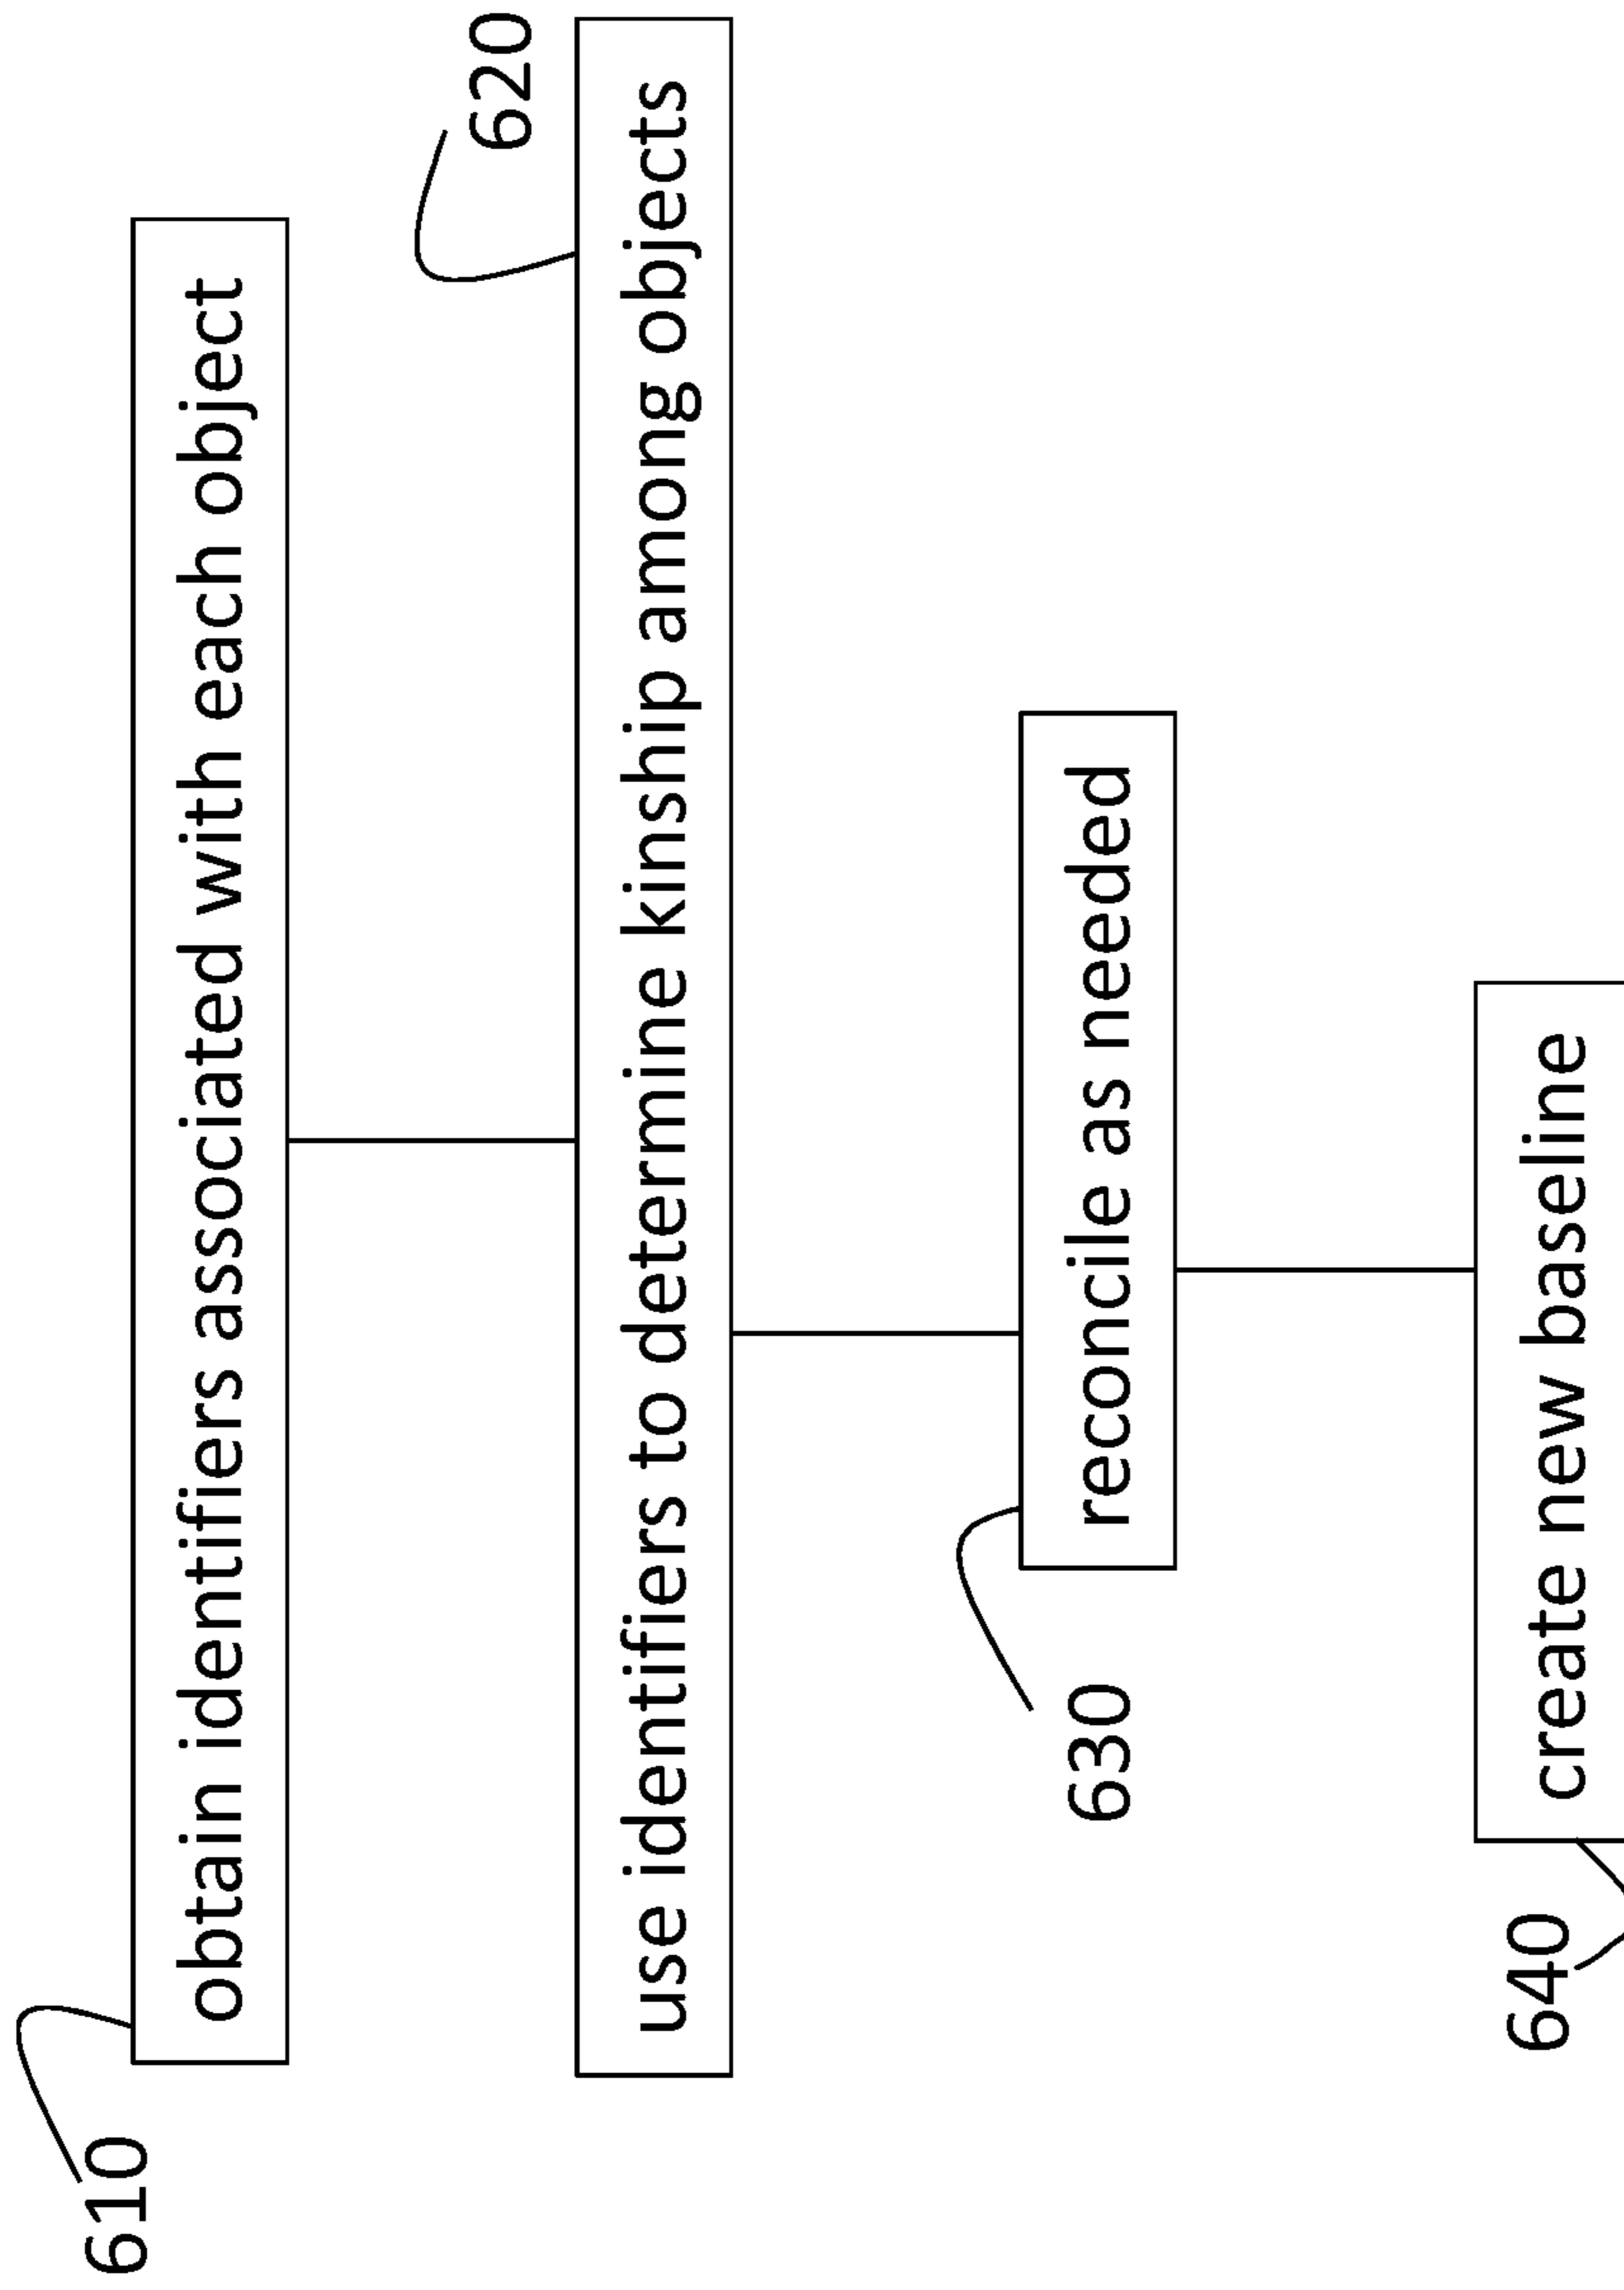 610
obtain identifiers associated with each object
620
use identifiers to determine kinship among objects
630
reconcile as needed
640
create new baseline